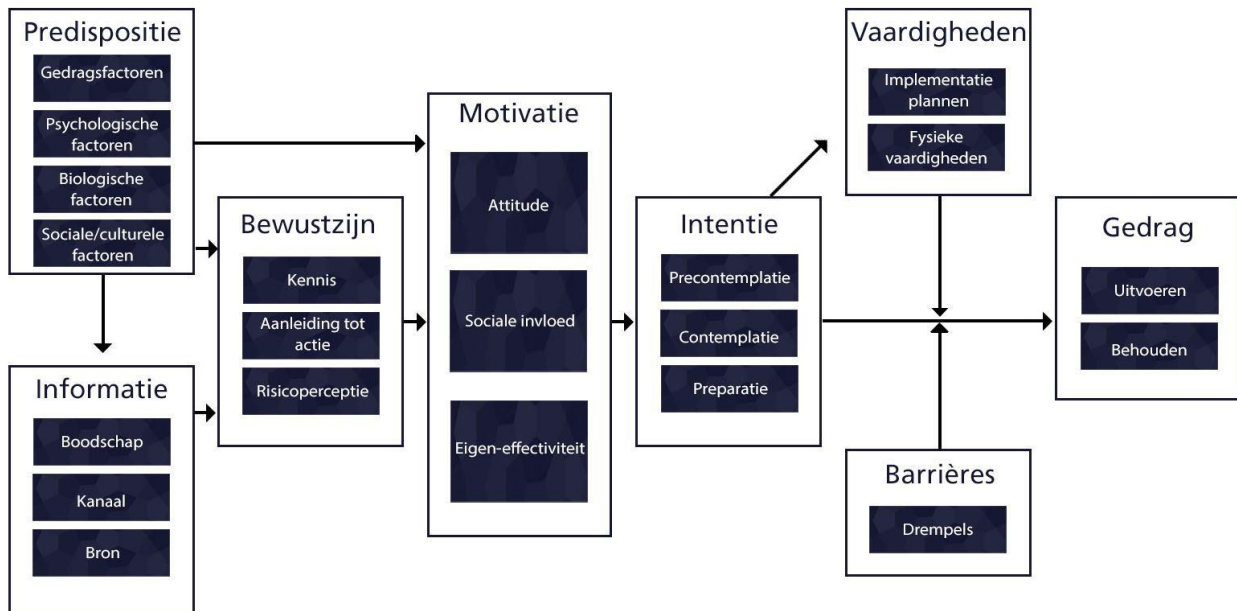 Predispositie
Gedragsfactoren
Psychologische
factoren
Biologische
factoren
Sociale/culturele
factoren
Informatie
Boodschap
Kanaal
Bron
Bewustzijn
Kennis
Aanleiding tot
actie
Risicoperceptie
Motivatie
Attitude
Sociale invloed
Eigen-effectiviteit
Intentie
Precontemplatie
Contemplatie
Preparatie
Vaardigheden
Implementatie
plannen
Fysieke
vaardigheden
Barrières
Drempels
Gedrag
Uitvoeren
Behouden